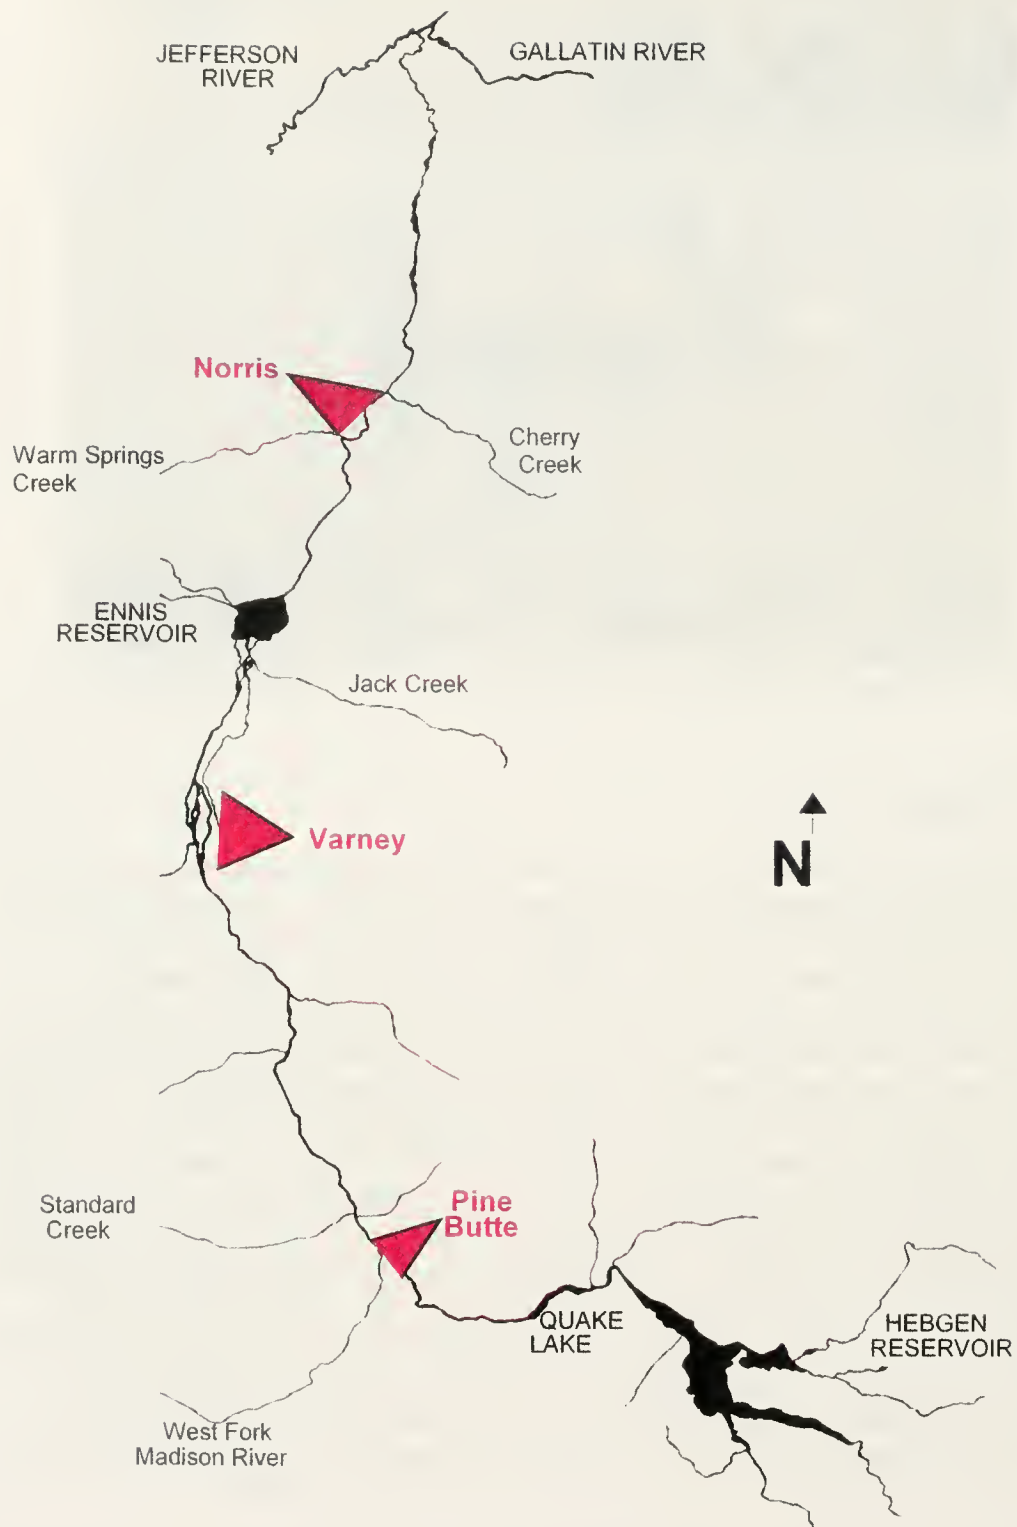 JEFFERSON
RIVER
GALLATIN RIVER
Norris
Warm Springs
Creek
Cherry
Creek
ENNIS
RESERVOIR
Jack Creek
Varney
N
Standard
Creek
Pine
Butte
QUAKE
LAKE
HEBGEN
RESERVOIR
West Fork
Madison River